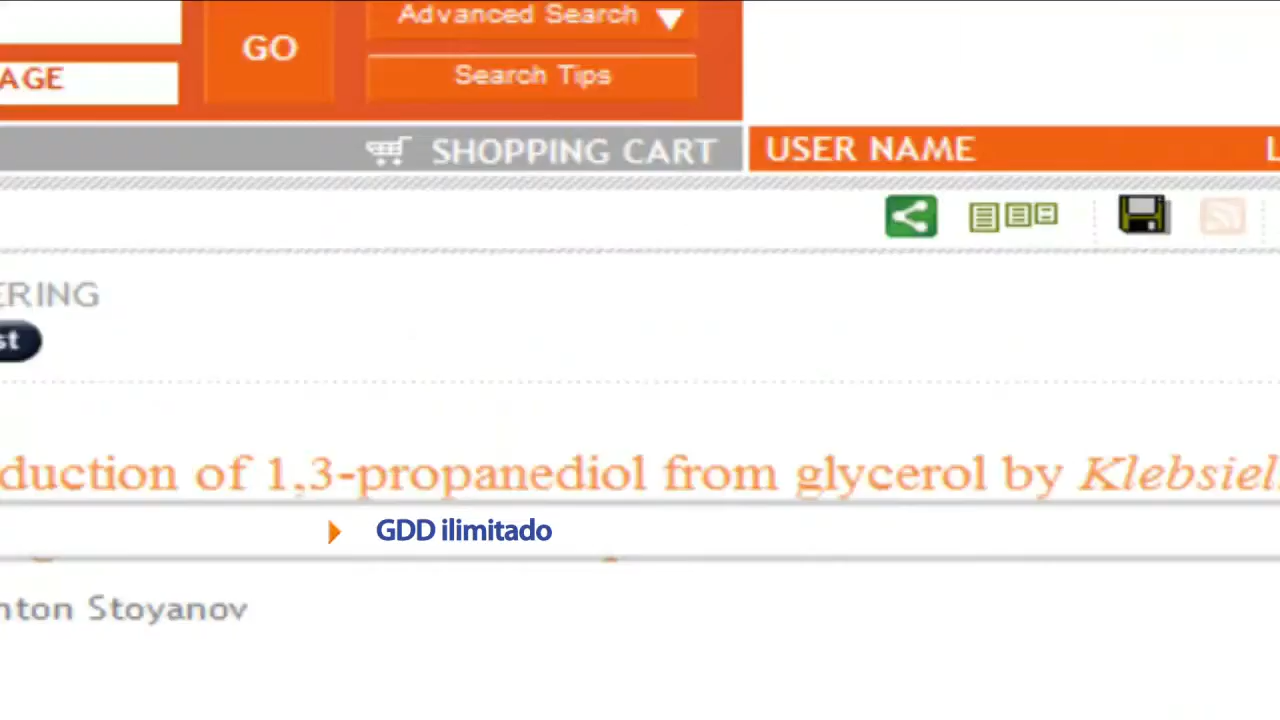 Advanced Search
GO
AGE
Search Tips
SHOPPING CART
USER NAME
L
ERING
st
duction of 1,3-propanediol from glycerol by Klebsiel
GDD ilimitado
nton Stoyanov